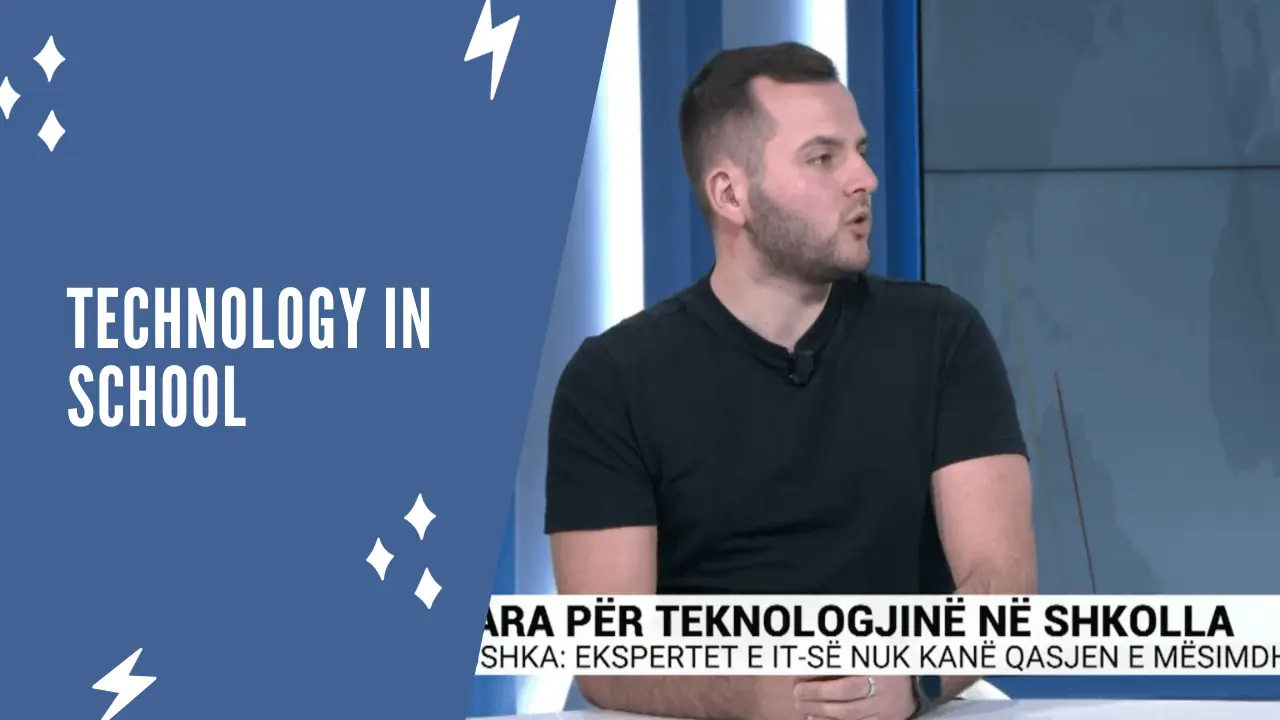 TECHNOLOGY IN
SCHOOL
PËR TEKNOLOGJINË NË SHKOLLA
EKSPERTET E IT-SË NUK KANË QASJEN E